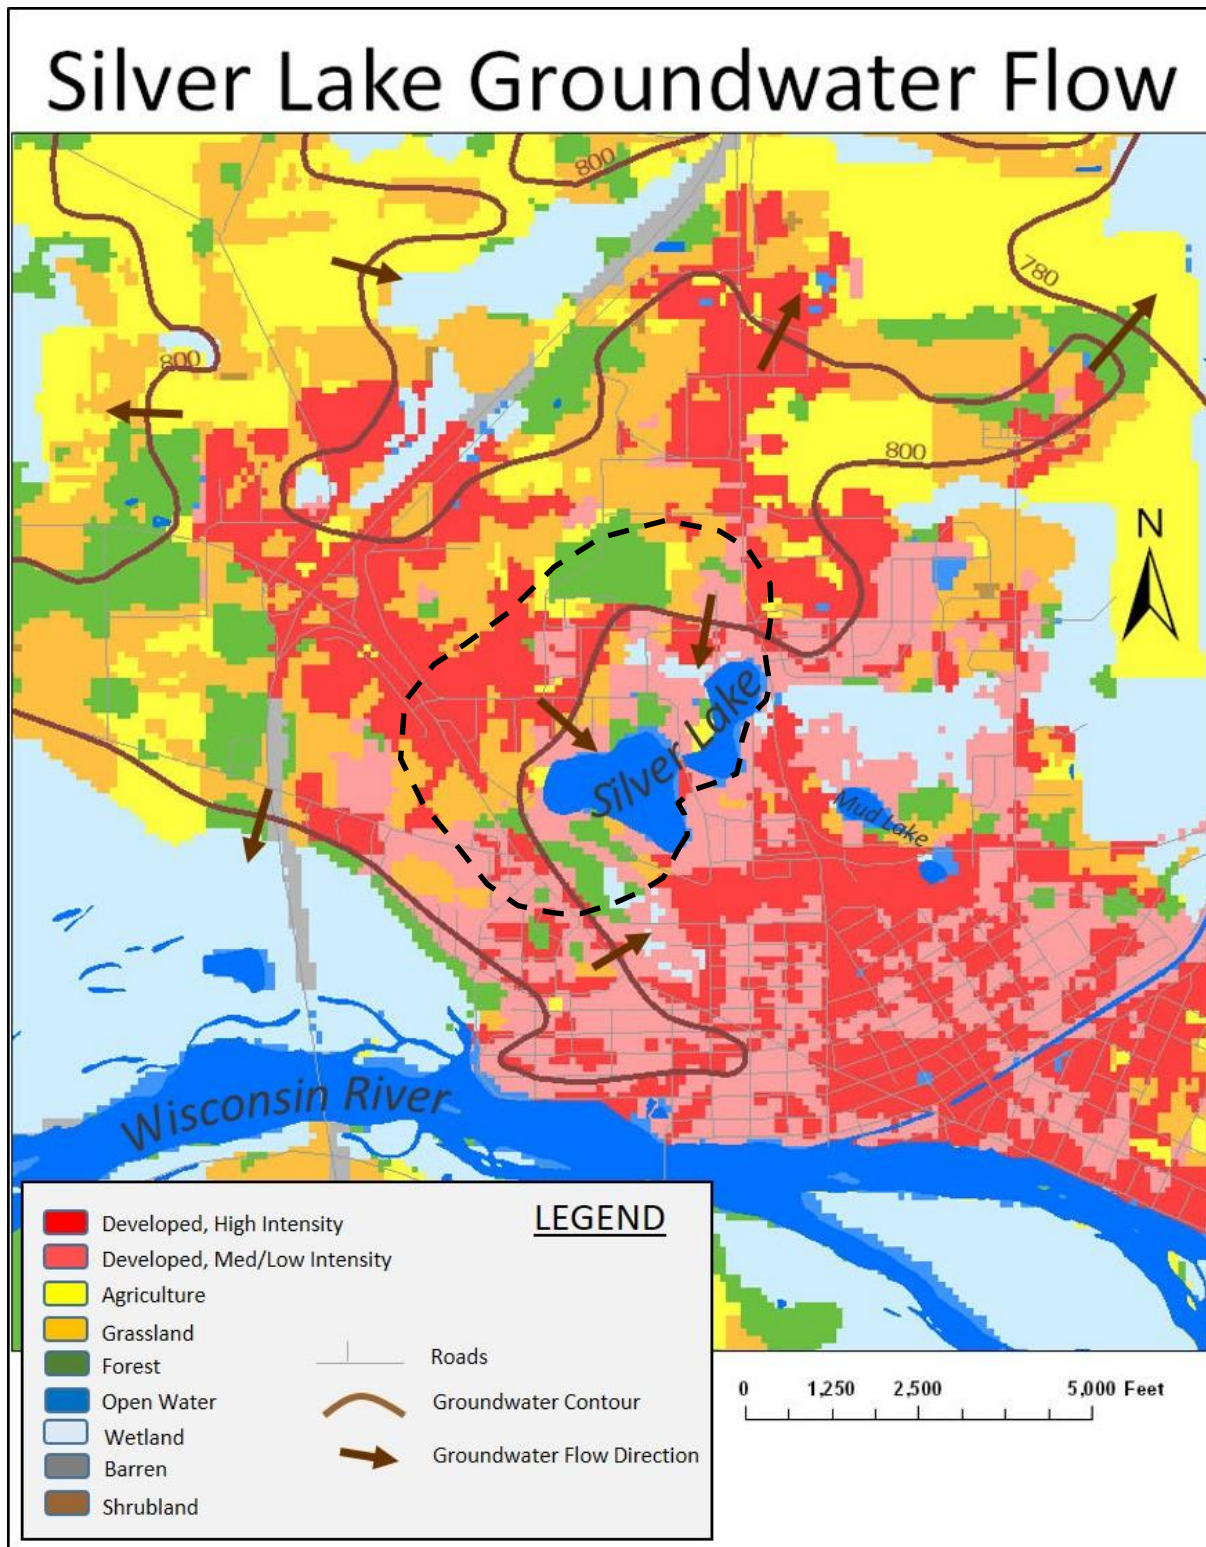 Silver Lake Groundwater Flow
800
780
800
800
N
Silver Lake
Mud Lake
Wisconsin River
LEGEND
Developed, High Intensity
Developed, Med/Low Intensity
Agriculture
Grassland
Forest
Open Water
Wetland
Barren
Shrubland
Roads
Groundwater Contour
Groundwater Flow Direction
0 1,250 2,500 5,000 Feet